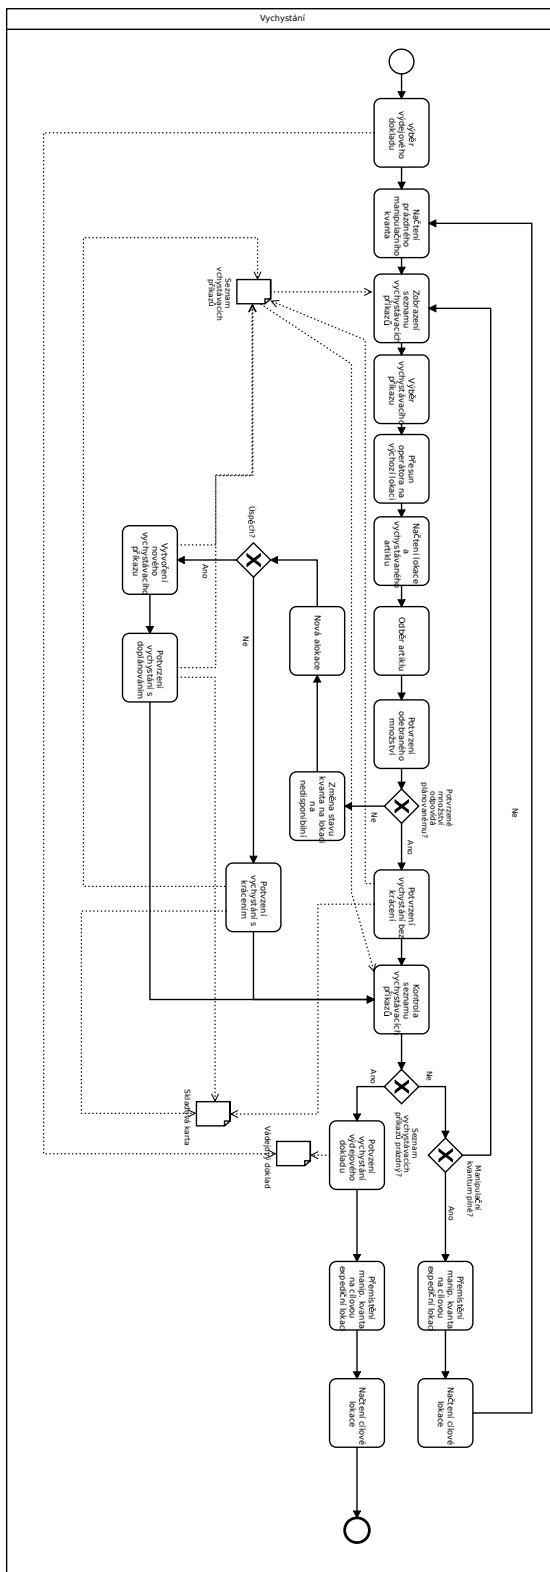 Vychystání
výběr
výdejového
dokladu
Načtení
prázdného
manipulačního
kvanta
Seznam
vchystávacích
příkazů
Zobrazení
seznamu
vychystávacích
příkazů
Výběr
vychystávacího
příkazu
Přesun
operátora na
výchozí lokaci
Načtení lokace
a
vychystávaného
artiklu
Odběr artiklu
Potvrzení
odebraného
množství
Potvrzené
množství
odpovídá
plánovanému?
Ne
Ano
Změna stavu
kvanta na lokaci
na
nedisponibilní
Nová alokace
Úspěch?
Ano
Ne
Vytvoření
nového
vychystávacího
příkazu
Potvrzení
vychystání s
doplánováním
Potvzení
vychystání s
krácením
Potvrzení
vychystání bez
krácení
Kontrola
seznamu
vychystávacích
příkazů
Seznam
vychystávacích
příkazů prázdný?
Ano
Ne
Skladová karta
Vádejný doklad
Potvzení
vychystání
výdejového
dokladu
Manipulační
kvantum plné?
Ne
Ano
Přemístění
manip. kvanta
na cílovou
expediční lokaci
Načtení cílové
lokace
Přemístění
manip. kvanta
na cílovou
expediční lokaci
Načtení cílové
lokace